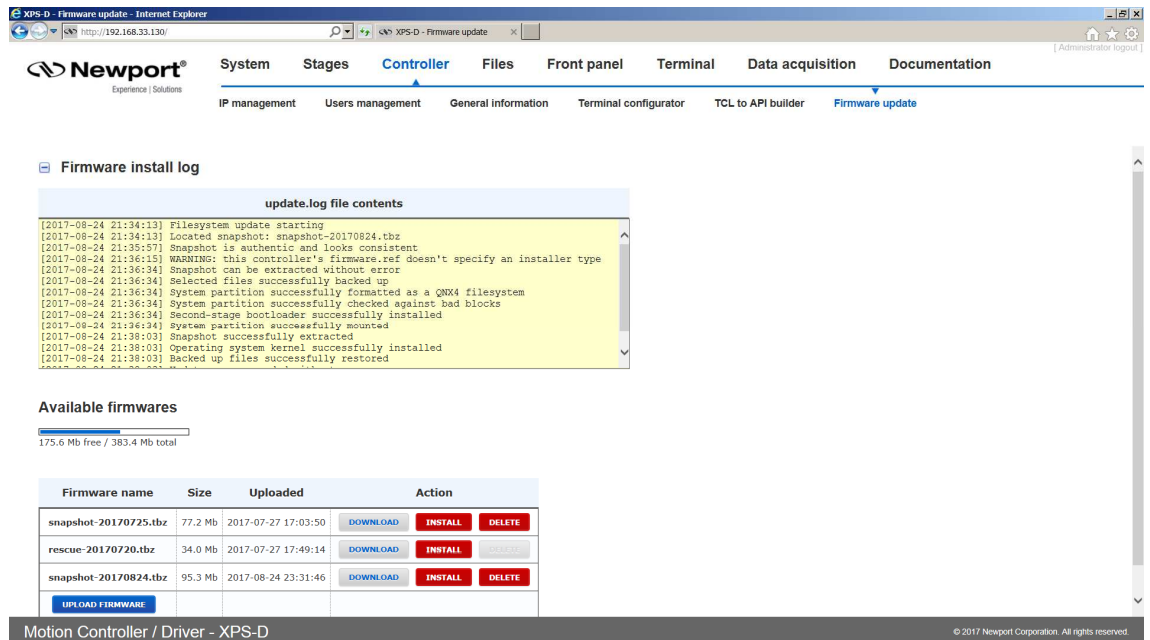 XPS-D - Firmware update - Internet Explorer
http://192.168.33.130/
XPS-D - Firmware update
[ Administrator logout ]
Newport®
Experience | Solutions
System Stages Controller Files Front panel Terminal Data acquisition Documentation
IP management Users management General information Terminal configurator TCL to API builder Firmware update
Firmware install log
update.log file contents
[2017-08-24 21:34:13] Filesystem update starting
[2017-08-24 21:34:13] Located snapshot: snapshot-20170824.tbz
[2017-08-24 21:35:57] Snapshot is authentic and looks consistent
[2017-08-24 21:36:15] WARNING: this controller's firmware.ref doesn't specify an installer type
[2017-08-24 21:36:34] Snapshot can be extracted without error
[2017-08-24 21:36:34] Selected files successfully backed up
[2017-08-24 21:36:34] System partition successfully formatted as a QNX4 filesystem
[2017-08-24 21:36:34] System partition successfully checked against bad blocks
[2017-08-24 21:36:34] Second-stage bootloader successfully installed
[2017-08-24 21:36:34] System partition successfully mounted
[2017-08-24 21:38:03] Snapshot successfully extracted
[2017-08-24 21:38:03] Operating system kernel successfully installed
[2017-08-24 21:38:03] Backed up files successfully restored
Available firmwares
175.6 Mb free / 383.4 Mb total
Firmware name Size Uploaded Action
snapshot-20170725.tbz 77.2 Mb 2017-07-27 17:03:50 DOWNLOAD INSTALL DELETE
rescue-20170720.tbz 34.0 Mb 2017-07-27 17:49:14 DOWNLOAD INSTALL DELETE
snapshot-20170824.tbz 95.3 Mb 2017-08-24 23:31:46 DOWNLOAD INSTALL DELETE
UPLOAD FIRMWARE
Motion Controller / Driver - XPS-D
© 2017 Newport Corporation. All rights reserved.